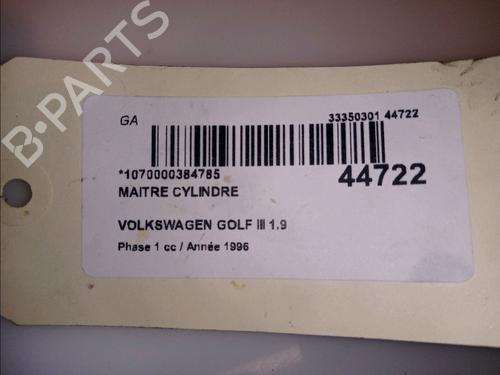 B-PARTS
GA 33350301 44722
*1070000384785 44722
MAITRE CYLINDRE
VOLKSWAGEN GOLF III 1.9
Phase 1 cc / Année 1996